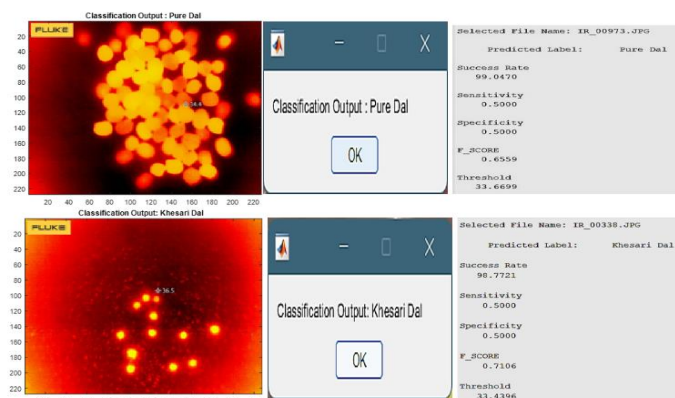 Classification Output : Pure Dal
FLUKE
20
40
60
80
100
120
140
160
180
200
220
20 40 60 80 100 120 140 160 180 200 220
Classification Output : Pure Dal
OK
Selected File Name: IR_00973.JPG
Predicted Label: Pure Dal
Success Rate
99.0470
Sensitivity
0.5000
Specificity
0.5000
F_SCORE
0.6559
Threshold
33.6699
Classification Output: Khesari Dal
FLUKE
20
40
60
80
100
120
140
160
180
200
220
36.5
Classification Output: Khesari Dal
OK
Selected File Name: IR_00338.JPG
Predicted Label: Khesari Dal
Success Rate
98.7721
Sensitivity
0.5000
Specificity
0.5000
F_SCORE
0.7106
Threshold
33.4396